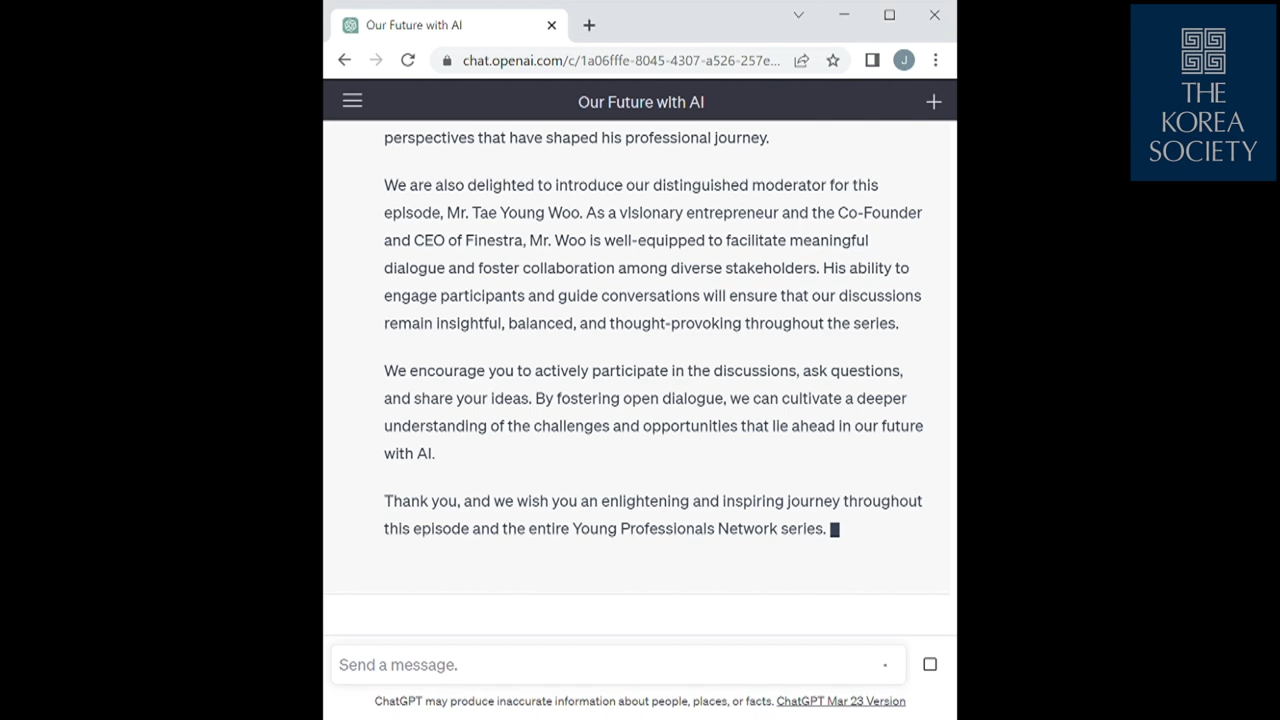 Our Future with AI
chat.openai.com/c/1a06fffe-8045-4307-a526-257e...
J
Our Future with AI
perspectives that have shaped his professional journey.
We are also delighted to introduce our distinguished moderator for this
episode, Mr. Tae Young Woo. As a visionary entrepreneur and the Co-Founder
and CEO of Finestra, Mr. Woo is well-equipped to facilitate meaningful
dialogue and foster collaboration among diverse stakeholders. His ability to
engage participants and guide conversations will ensure that our discussions
remain insightful, balanced, and thought-provoking throughout the series.
We encourage you to actively participate in the discussions, ask questions,
and share your ideas. By fostering open dialogue, we can cultivate a deeper
understanding of the challenges and opportunities that lie ahead in our future
with AI.
Thank you, and we wish you an enlightening and inspiring journey throughout
this episode and the entire Young Professionals Network series.
Send a message.
ChatGPT may produce inaccurate information about people, places, or facts. ChatGPT Mar 23 Version
THE
KOREA
SOCIETY